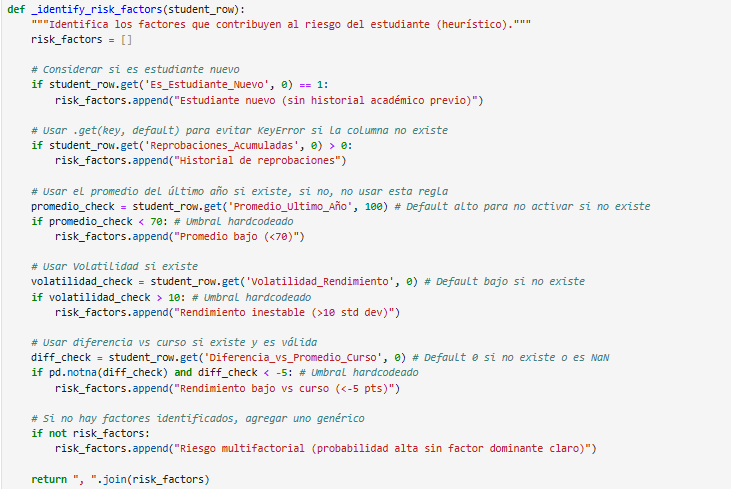 def _identify_risk_factors(student_row):
    """Identifica los factores que contribuyen al riesgo del estudiante (heurístico)."""
    risk_factors = []

    # Considerar si es estudiante nuevo
    if student_row.get('Es_Estudiante_Nuevo', 0) == 1:
        risk_factors.append("Estudiante nuevo (sin historial académico previo)")

    # Usar .get(key, default) para evitar KeyError si la columna no existe
    if student_row.get('Reprobaciones_Acumuladas', 0) > 0:
        risk_factors.append("Historial de reprobaciones")

    # Usar el promedio del último año si existe, si no, no usar esta regla
    promedio_check = student_row.get('Promedio_Ultimo_Año', 100) # Default alto para no activar si no existe
    if promedio_check < 70: # Umbral hardcodeado
        risk_factors.append("Promedio bajo (<70)")

    # Usar Volatilidad si existe
    volatilidad_check = student_row.get('Volatilidad_Rendimiento', 0) # Default bajo si no existe
    if volatilidad_check > 10: # Umbral hardcodeado
        risk_factors.append("Rendimiento inestable (>10 std dev)")

    # Usar diferencia vs curso si existe y es válida
    diff_check = student_row.get('Diferencia_vs_Promedio_Curso', 0) # Default 0 si no existe o es NaN
    if pd.notna(diff_check) and diff_check < -5: # Umbral hardcodeado
        risk_factors.append("Rendimiento bajo vs curso (<-5 pts)")

    # Si no hay factores identificados, agregar uno genérico
    if not risk_factors:
        risk_factors.append("Riesgo multifactorial (probabilidad alta sin factor dominante claro)")

    return ", ".join(risk_factors)